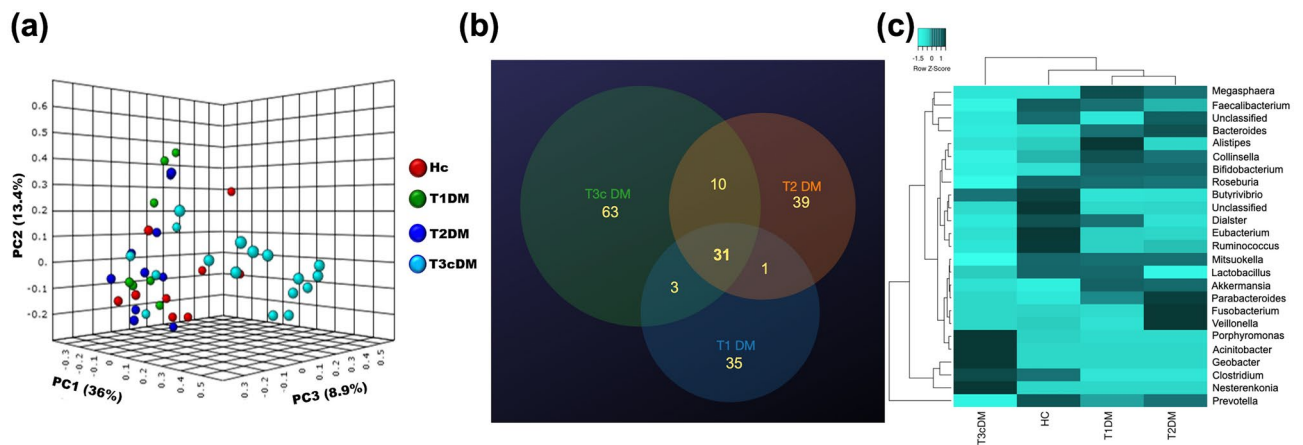 (a)
0.6
0.5
0.4
0.3
0.2
0.1
0.
-0.1
-0.2
PC2 (13.4%)
-0.3
-0.2
-0.1
0
0.1
0.2
0.3
0.4
0.5
PC1 (36%)
-0.3
-0.2
-0.1
0
0.1
0.2
0.3
0.4
0.5
PC3 (8.9%)
Hc
T1DM
T2DM
T3cDM
(b)
T3c DM
63
10
T2 DM
39
31
3
1
T1 DM
35
(c)
-1.5 0 1
Row Z-Score
Megasphaera
Faecalibacterium
Unclassified
Bacteroides
Alistipes
Collinsella
Bifidobacterium
Roseburia
Butyrivibrio
Unclassified
Dialster
Eubacterium
Ruminococcus
Mitsuokella
Lactobacillus
Akkermansia
Parabacteroides
Fusobacterium
Veillonella
Porphyromonas
Acinitobacter
Geobacter
Clostridium
Nesterenkonia
Prevotella
T3cDM
HC
T1DM
T2DM